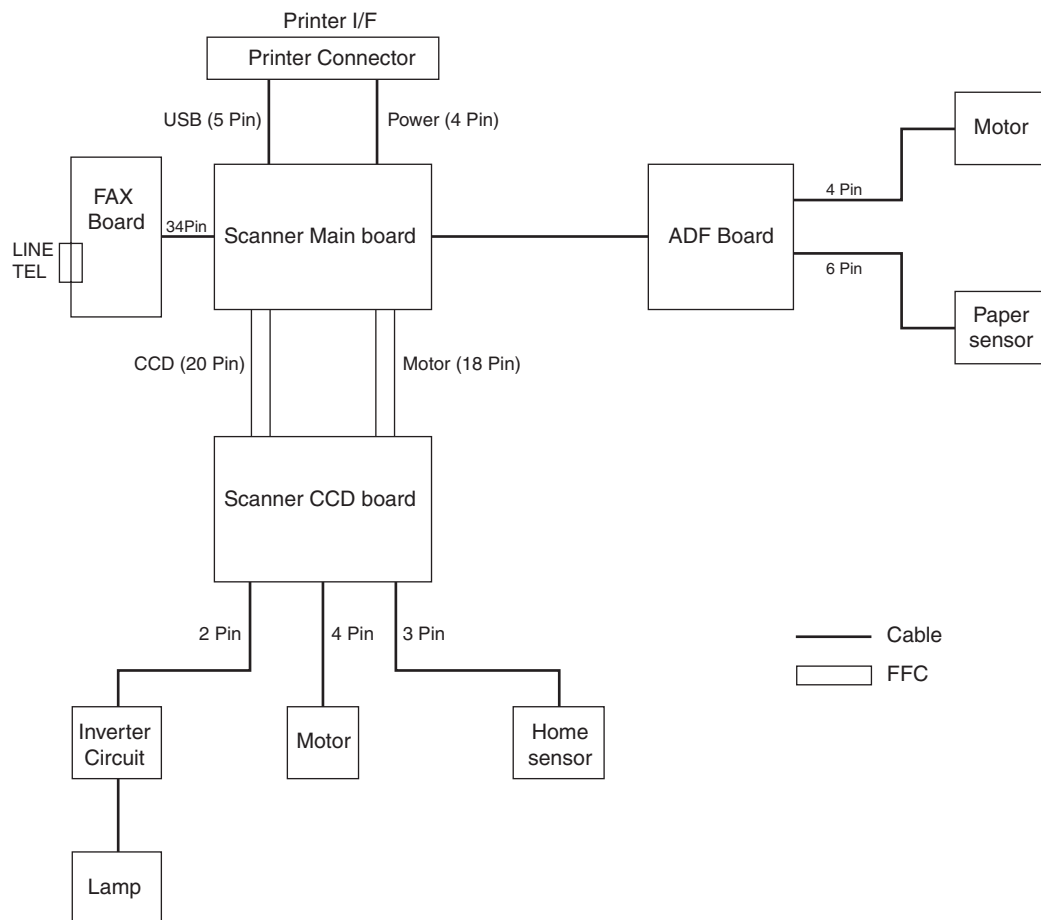 Printer I/F
Printer Connector
USB (5 Pin)
Power (4 Pin)
FAX
Board
LINE
TEL
34Pin
Scanner Main board
ADF Board
4 Pin
Motor
6 Pin
Paper
sensor
CCD (20 Pin)
Motor (18 Pin)
Scanner CCD board
2 Pin
4 Pin
3 Pin
Inverter
Circuit
Motor
Home
sensor
Lamp
Cable
FFC